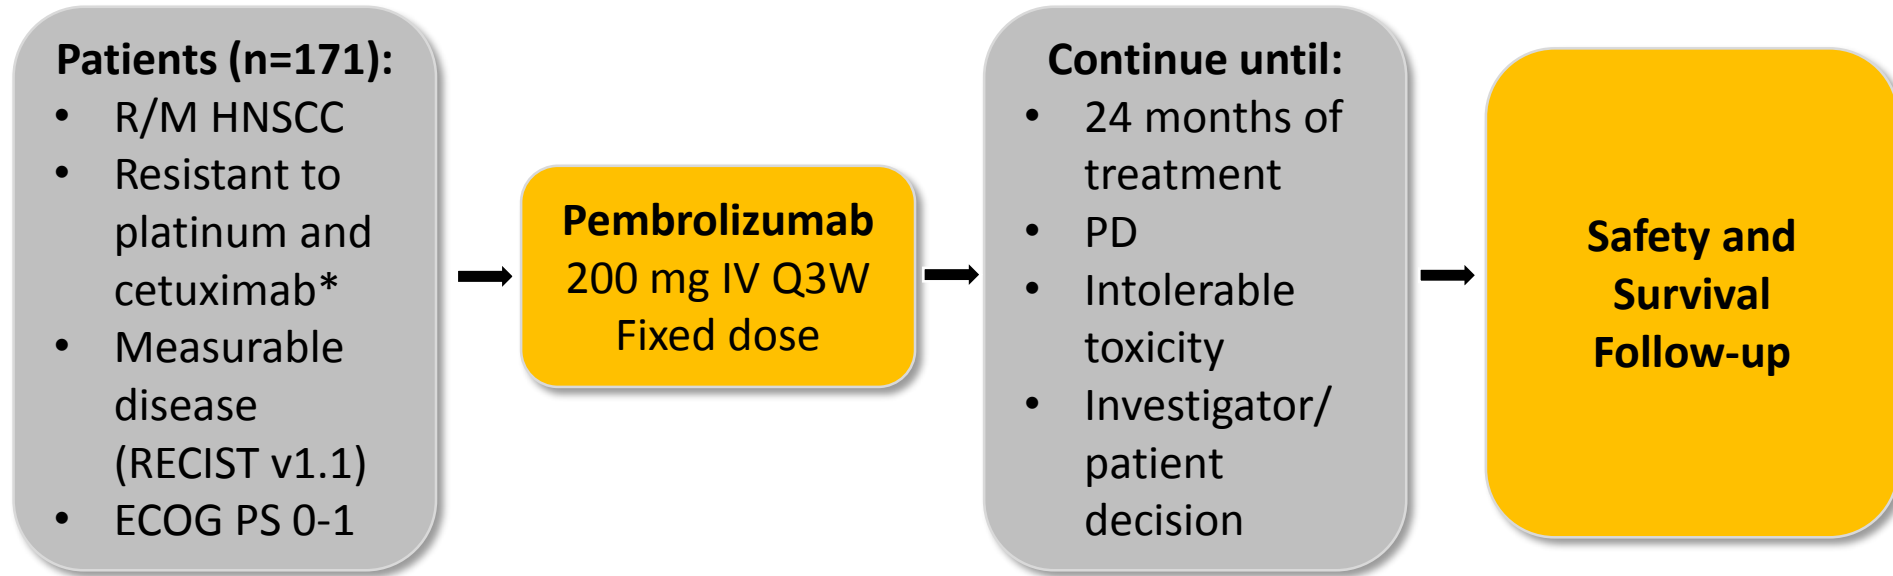 Patients (n=171):
• R/M HNSCC
• Resistant to
platinum and
cetuximab*
• Measurable
disease
(RECIST v1.1)
• ECOG PS 0-1
Pembrolizumab
200 mg IV Q3W
Fixed dose
Continue until:
• 24 months of
treatment
• PD
• Intolerable
toxicity
• Investigator/
patient
decision
Safety and
Survival
Follow-up